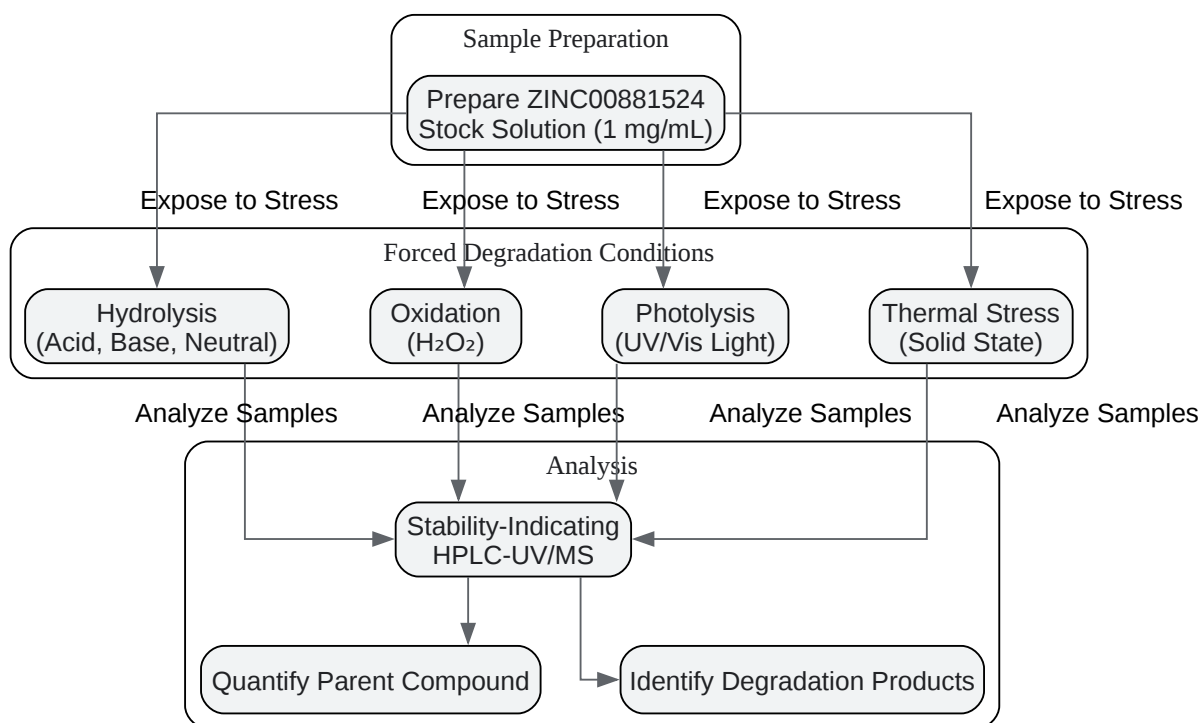 Sample Preparation
Prepare ZINC00881524
Stock Solution (1 mg/mL)
Expose to Stress
Expose to Stress
Expose to Stress
Expose to Stress
Forced Degradation Conditions
Hydrolysis
(Acid, Base, Neutral)
Oxidation
(H₂O₂)
Photolysis
(UV/Vis Light)
Thermal Stress
(Solid State)
Analyze Samples
Analyze Samples
Analyze Samples
Analyze Samples
Analysis
Stability-Indicating
HPLC-UV/MS
Quantify Parent Compound
Identify Degradation Products